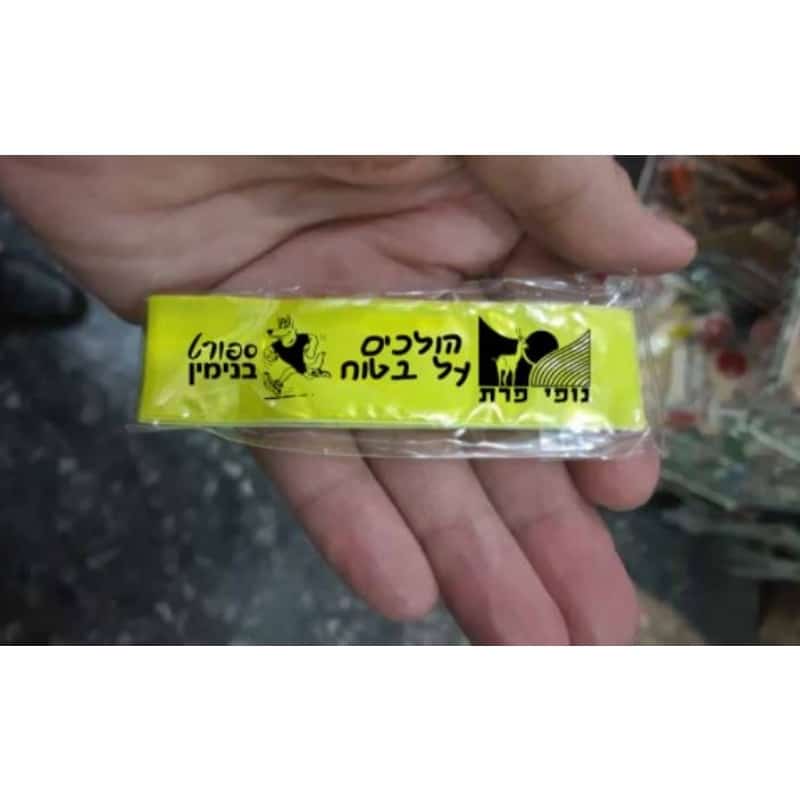 נופי פרת
הולכים
על בטוח
ספורט
בנימין